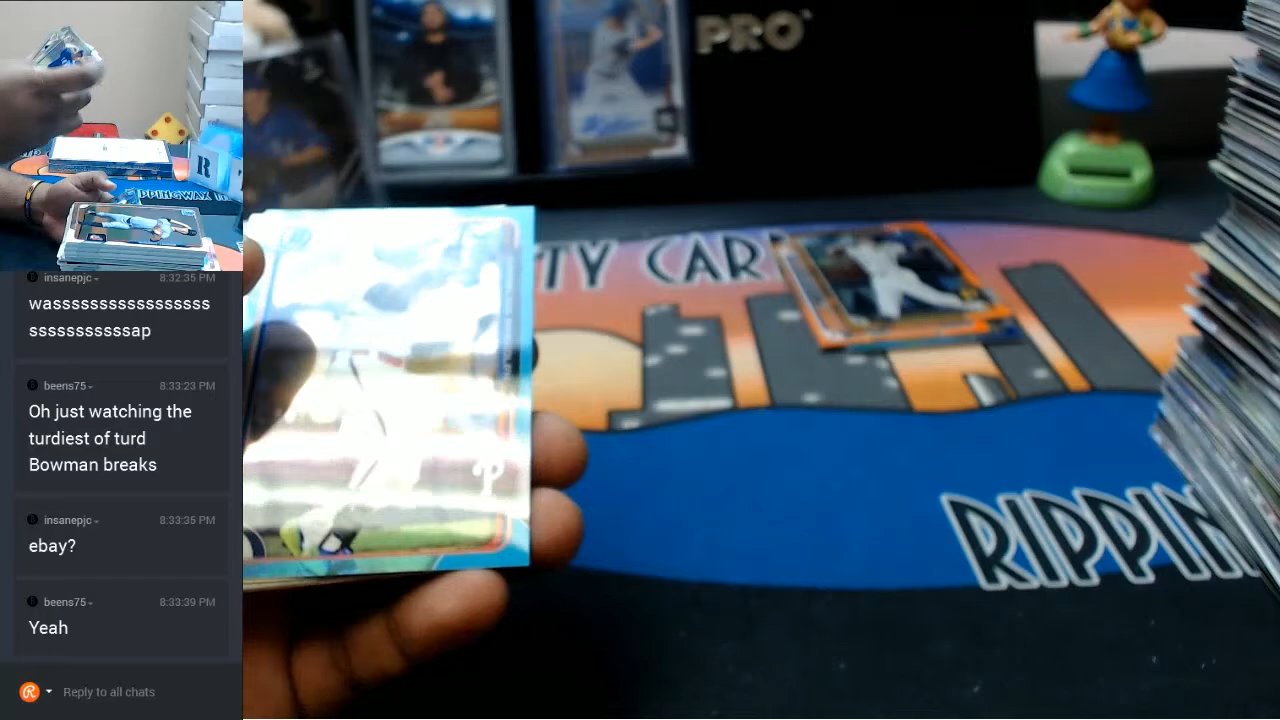 PRO
R
RIPPINGWAX
insanepjc
8:32:35 PM
wassssssssssssssssss
sssssssssssap
beens75
8:33:23 PM
Oh just watching the
turdiest of turd
Bowman breaks
insanepjc
8:33:35 PM
ebay?
beens75
8:33:39 PM
Yeah
Reply to all chats
TY CAR
P
RIPPIN